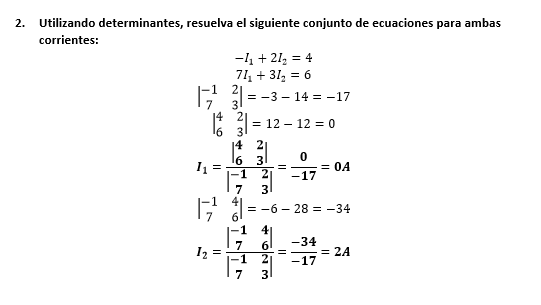 2. Utilizando determinantes, resuelva el siguiente conjunto de ecuaciones para ambas
corrientes:
−I₁ + 2I₂ = 4
7I₁ + 3I₂ = 6
|−1 2|
|7 3| = −3 − 14 = −17
|4 2|
|6 3| = 12 − 12 = 0
|4 2|
|6 3|
I₁ = ――― = 0/−17 = 0A
|−1 2|
|7 3|
|−1 4|
|7 6| = −6 − 28 = −34
|−1 4|
|7 6|
I₂ = ――― = −34/−17 = 2A
|−1 2|
|7 3|